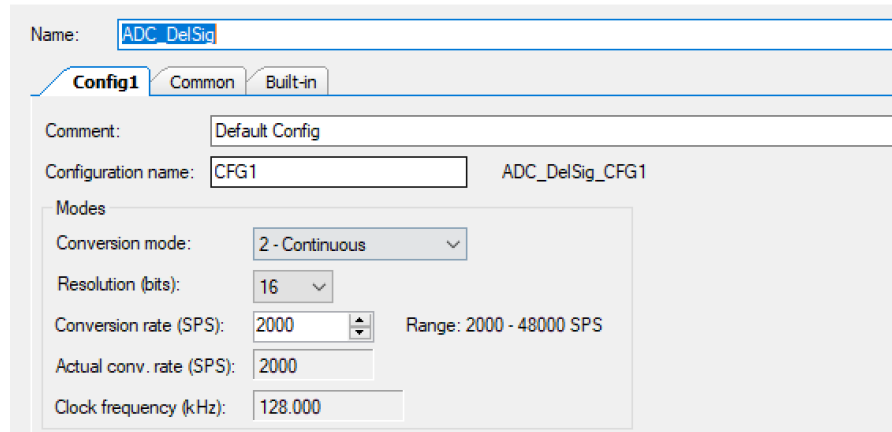 Name: ADC_DelSig
Config1 Common Built-in
Comment: Default Config
Configuration name: CFG1 ADC_DelSig_CFG1
Modes
Conversion mode: 2 - Continuous
Resolution (bits): 16
Conversion rate (SPS): 2000 Range: 2000 - 48000 SPS
Actual conv. rate (SPS): 2000
Clock frequency (kHz): 128.000